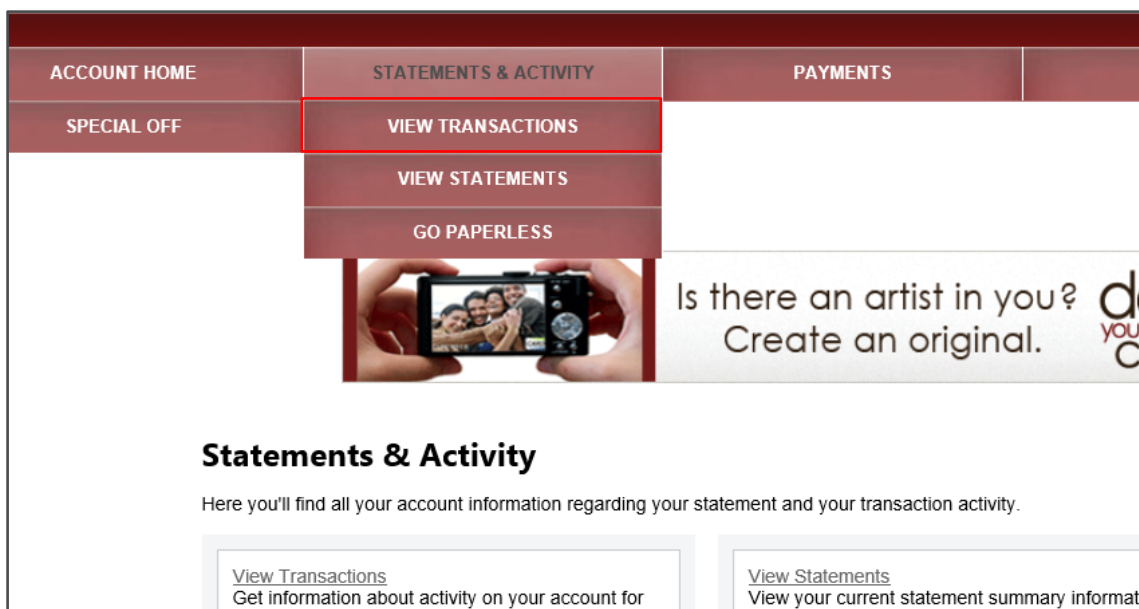 ACCOUNT HOME
STATEMENTS & ACTIVITY
PAYMENTS
SPECIAL OFF
VIEW TRANSACTIONS
VIEW STATEMENTS
GO PAPERLESS
Is there an artist in you?
Create an original.
Statements & Activity
Here you'll find all your account information regarding your statement and your transaction activity.
View Transactions
Get information about activity on your account for
View Statements
View your current statement summary informat